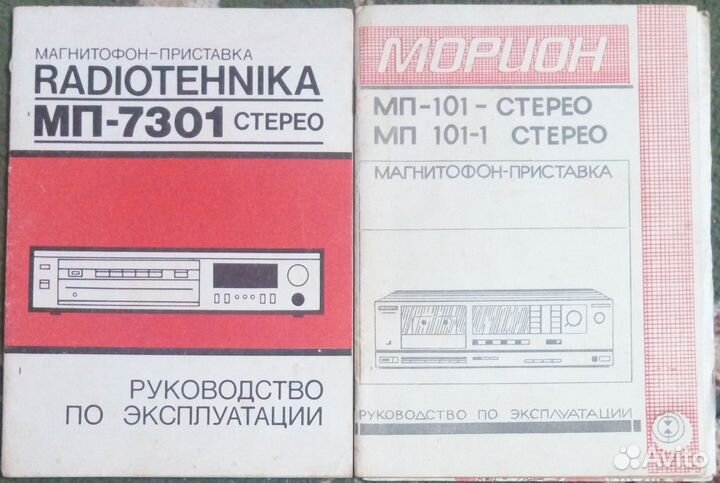 МАГНИТОФОН-ПРИСТАВКА
RADIOTEHNIKA
МП-7301 СТЕРЕО
РУКОВОДСТВО
ПО ЭКСПЛУАТАЦИИ
МОРИОН
МП-101-СТЕРЕО
МП 101-1 СТЕРЕО
МАГНИТОФОН-ПРИСТАВКА
РУКОВОДСТВО ПО ЭКСПЛУАТАЦИИ
Avito